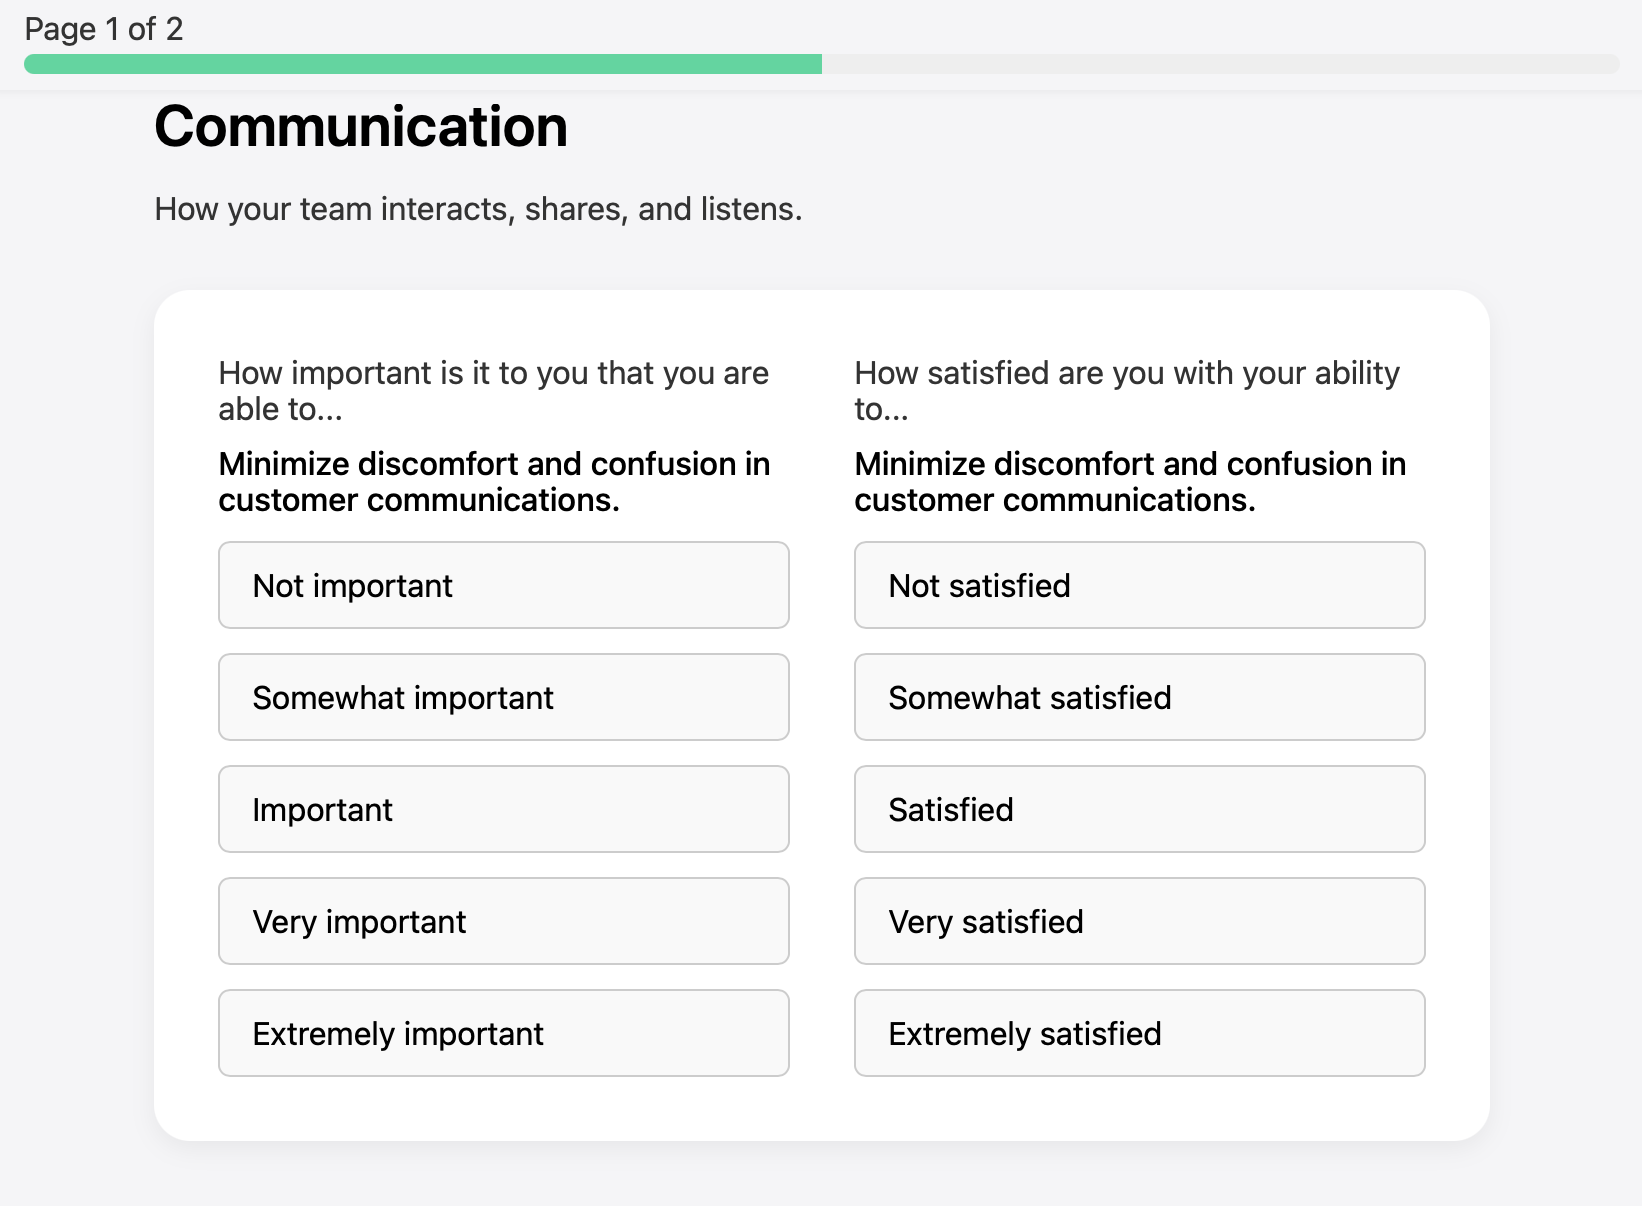 Page 1 of 2
Communication
How your team interacts, shares, and listens.
How important is it to you that you are
able to...
Minimize discomfort and confusion in
customer communications.
Not important
Somewhat important
Important
Very important
Extremely important
How satisfied are you with your ability
to...
Minimize discomfort and confusion in
customer communications.
Not satisfied
Somewhat satisfied
Satisfied
Very satisfied
Extremely satisfied